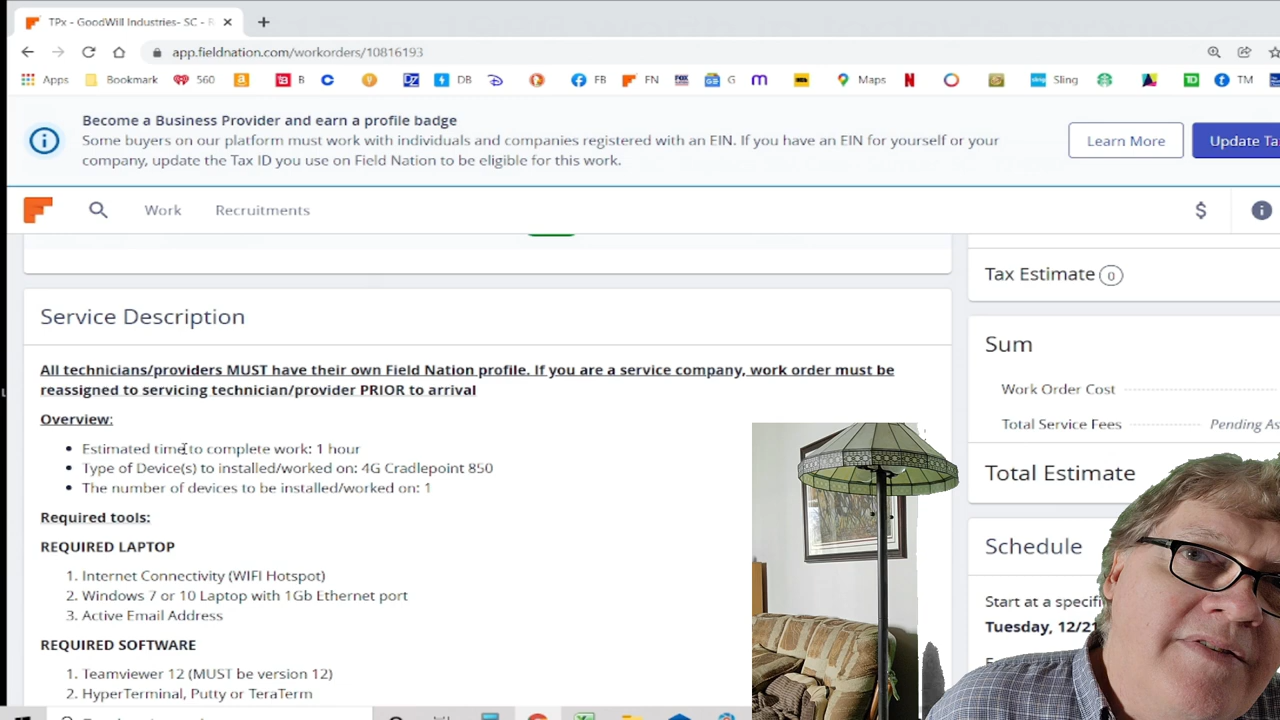 TPx - GoodWill Industries- SC - R
app.fieldnation.com/workorders/10816193
Apps Bookmark 560 B DB FB FN G Maps Sling TM
Become a Business Provider and earn a profile badge
Some buyers on our platform must work with individuals and companies registered with an EIN. If you have an EIN for yourself or your
company, update the Tax ID you use on Field Nation to be eligible for this work.
Learn More
Update Ta
Work Recruitments $
Tax Estimate 0
Service Description
All technicians/providers MUST have their own Field Nation profile. If you are a service company, work order must be
reassigned to servicing technician/provider PRIOR to arrival
Overview:
• Estimated time to complete work: 1 hour
• Type of Device(s) to installed/worked on: 4G Cradlepoint 850
• The number of devices to be installed/worked on: 1
Required tools:
REQUIRED LAPTOP
1. Internet Connectivity (WIFI Hotspot)
2. Windows 7 or 10 Laptop with 1Gb Ethernet port
3. Active Email Address
REQUIRED SOFTWARE
1. Teamviewer 12 (MUST be version 12)
2. HyperTerminal, Putty or TeraTerm
Sum
Work Order Cost
Total Service Fees Pending As
Total Estimate
Schedule
Start at a specifi
Tuesday, 12/21